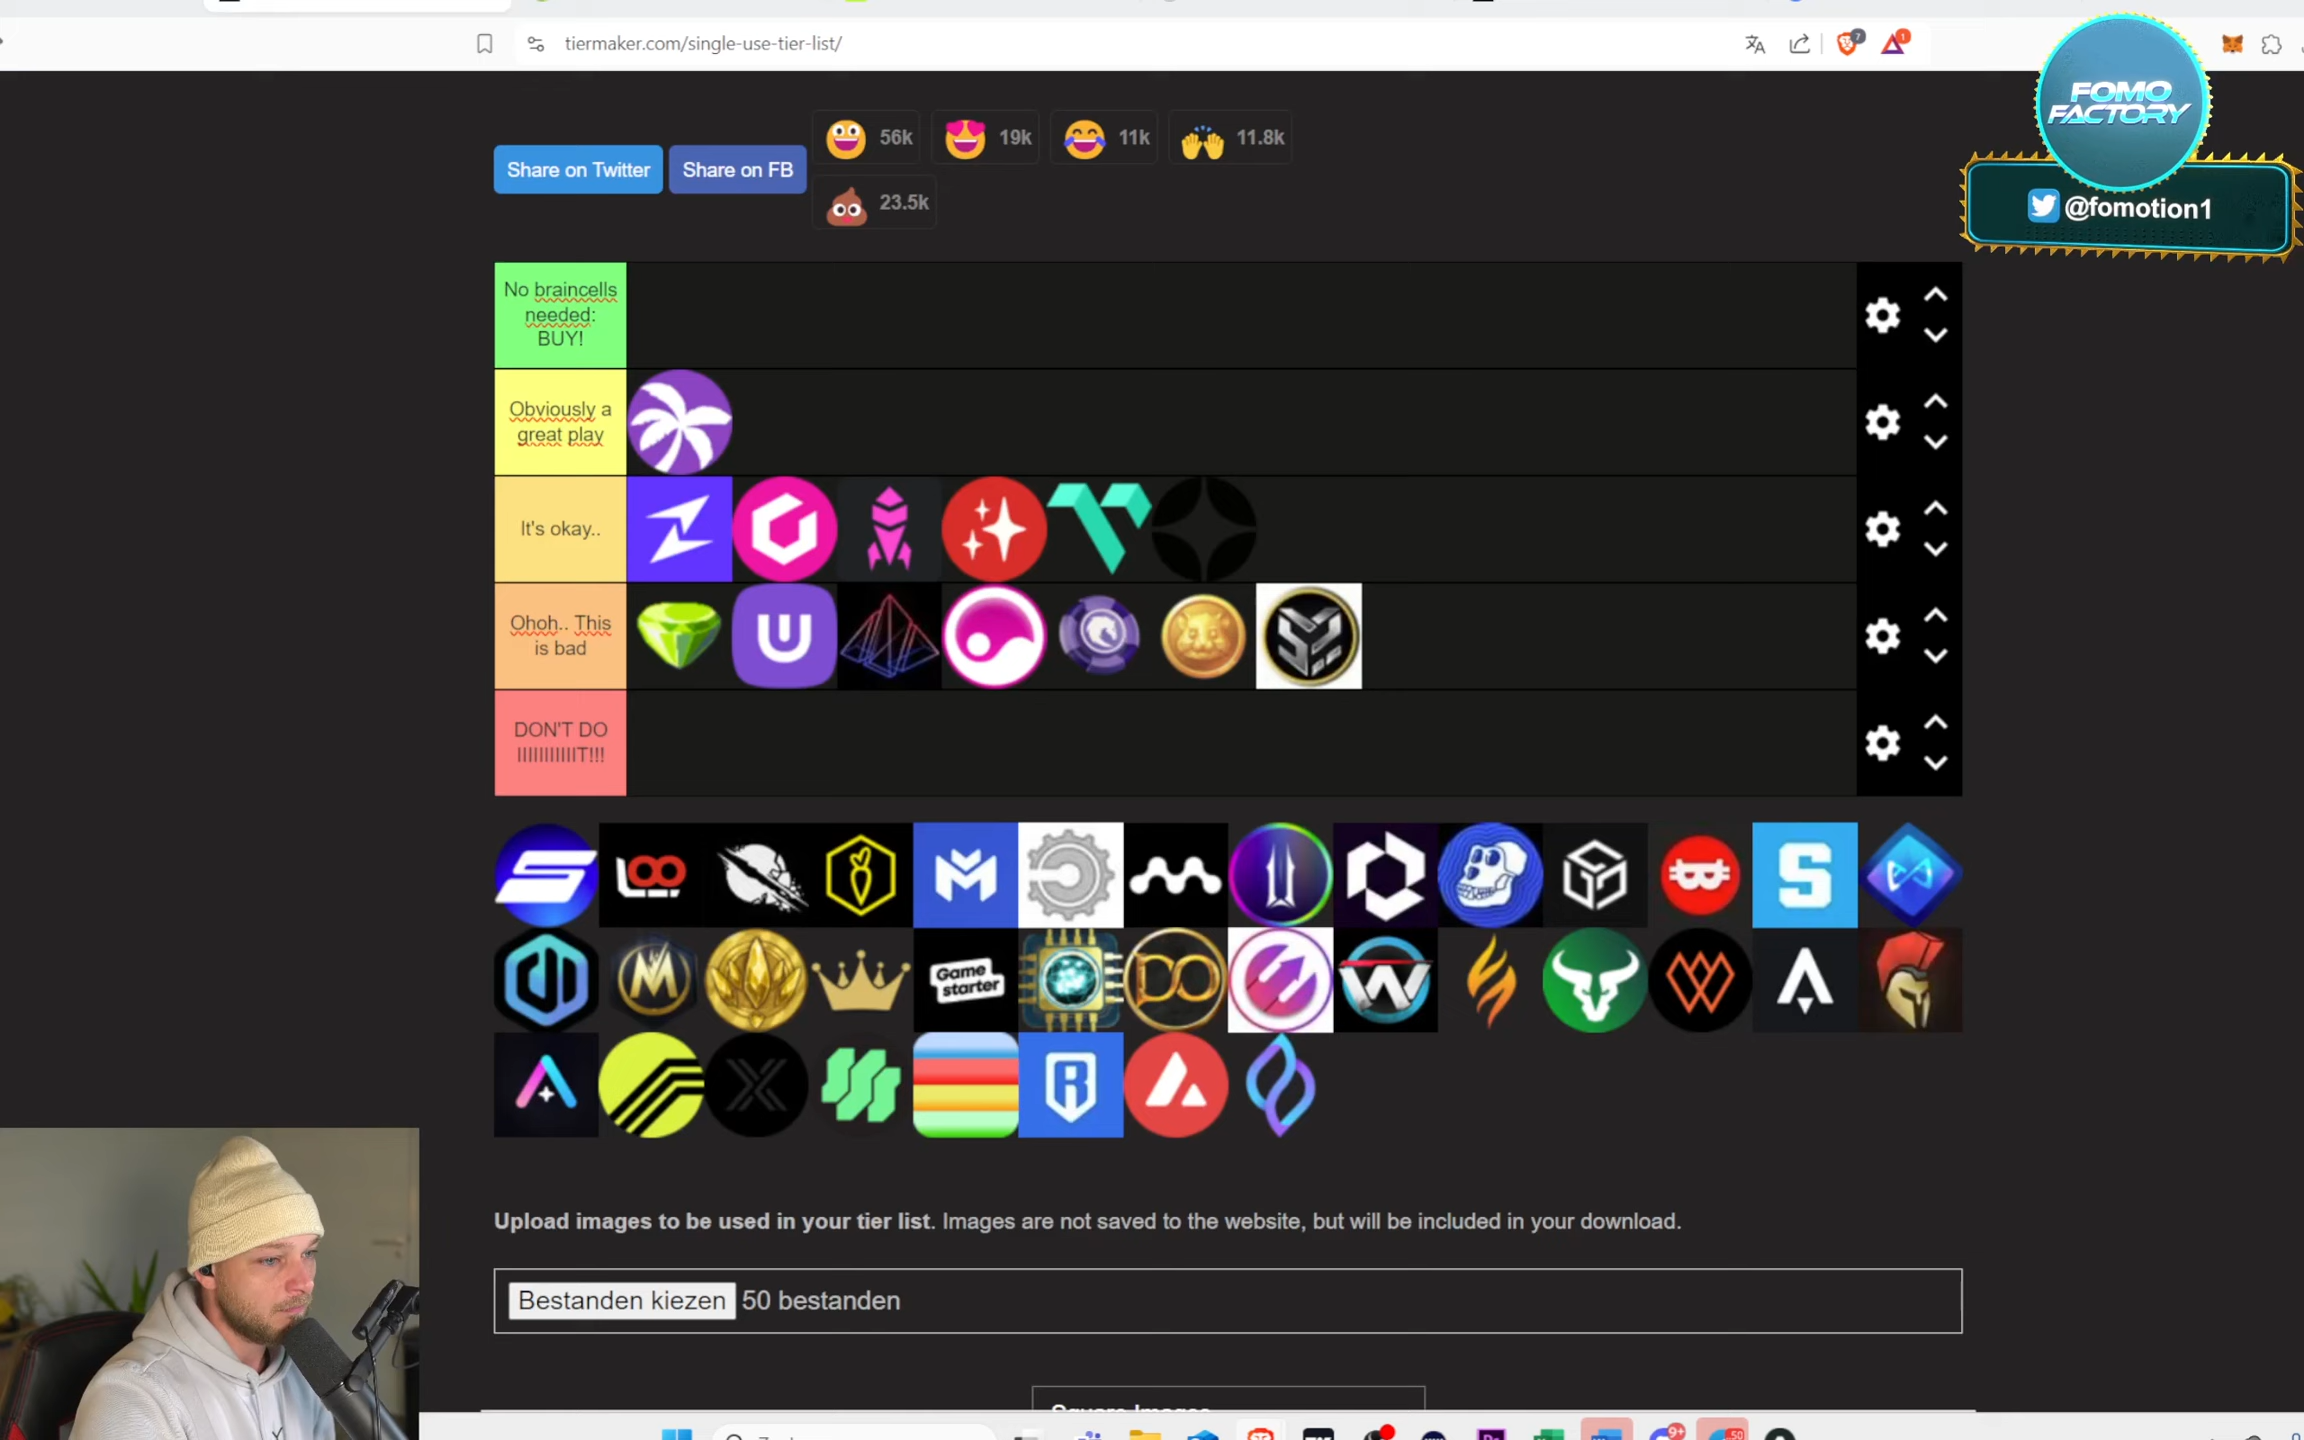 tiermaker.com/single-use-tier-list/
7
1
FOMO
FACTORY
@fomotion1
56k
19k
11k
11.8k
Share on Twitter
Share on FB
23.5k
No braincells
needed:
BUY!
Obviously a
great play
It's okay..
Ohoh.. This
is bad
DON'T DO
IIIIIIIIIIIT!!!
Game
starter
Upload images to be used in your tier list. Images are not saved to the website, but will be included in your download.
Bestanden kiezen 50 bestanden